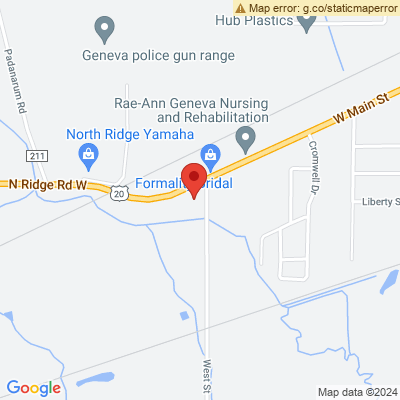 Map error: g.co/staticmaperror
Hub Plastics
Geneva police gun range
Padanarum Rd
Rae-Ann Geneva Nursing
and Rehabilitation
W Main St
North Ridge Yamaha
211
Cromwell Dr
N Ridge Rd W
20
Liberty S
West St
Google
Map data ©2024